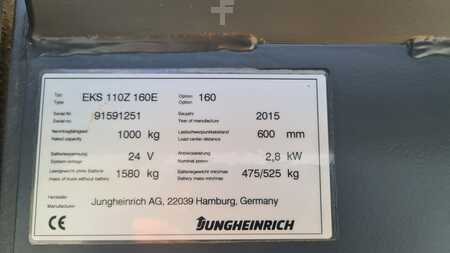 Typ EKS 110Z 160E Option 160
Type Option
Serial-Nr. 91591251 Baujahr 2015
Serial no. Year of manufacture
Nenntragfähigkeit 1000 kg Lastschwerpunktabstand 600 mm
Rated capacity Load center distance
Batteriespannung 24 V Antriebsleistung 2,8 kW
System voltage Nominal power
Leergewicht ohne Batterie 1580 kg Batteriegewicht min/max 475/525 kg
Mass of truck without battery Battery mass min/max
Hersteller Jungheinrich AG, 22039 Hamburg, Germany
Manufacturer
CE JUNGHEINRICH